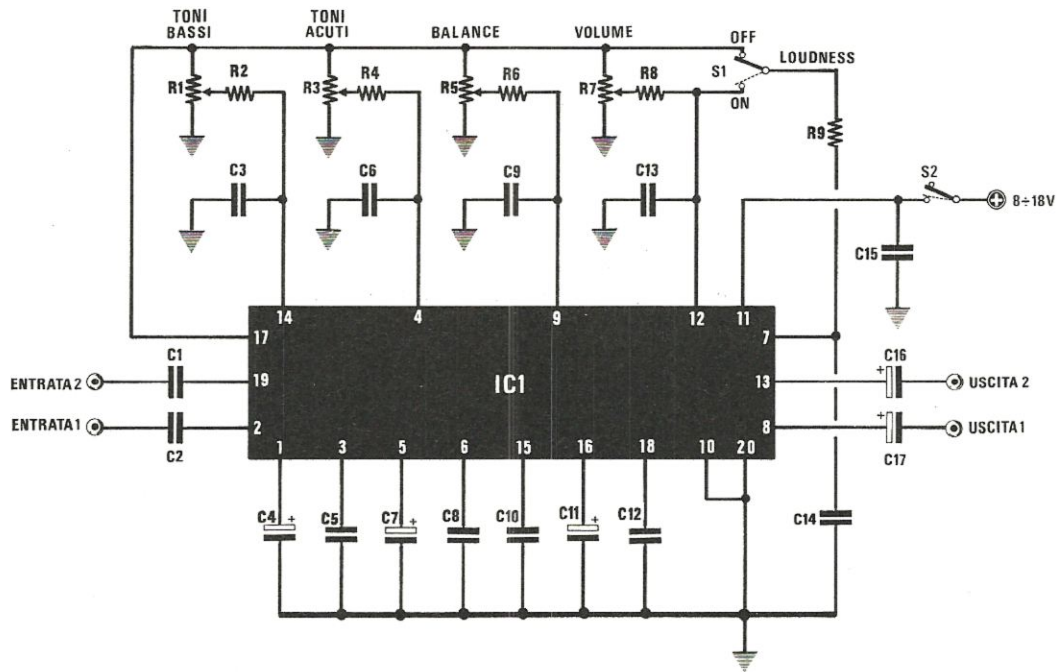 TONI BASSI
TONI ACUTI
BALANCE
VOLUME
OFF
S1
LOUDNESS
ON
R1
R2
R3
R4
R5
R6
R7
R8
R9
C3
C6
C9
C13
S2
8÷18V
C15
14
4
9
12
11
17
7
C1
19
C16
+
ENTRATA 2
IC1
13
USCITA 2
ENTRATA 1
2
8
+
USCITA 1
C2
C17
1
3
5
6
15
16
18
10
20
C4
+
C5
C7
+
C8
C10
C11
+
C12
C14